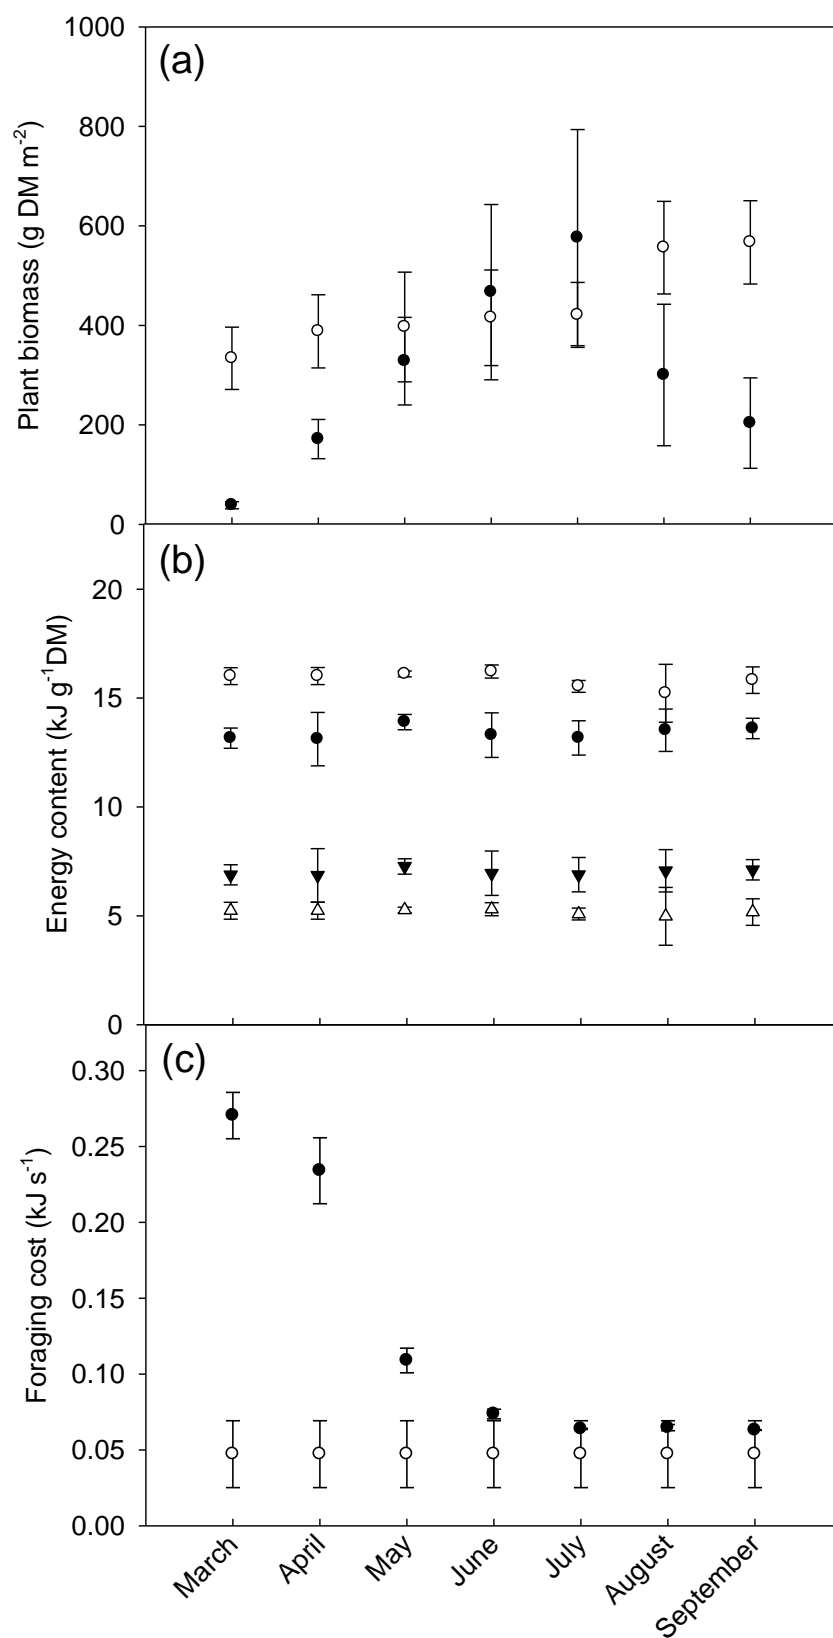 (a)
Plant biomass (g DM m⁻²)
1000
800
600
400
200
0
(b)
Energy content (kJ g⁻¹DM)
20
15
10
5
0
(c)
Foraging cost (kJ s⁻¹)
0.30
0.25
0.20
0.15
0.10
0.05
0.00
March
April
May
June
July
August
September